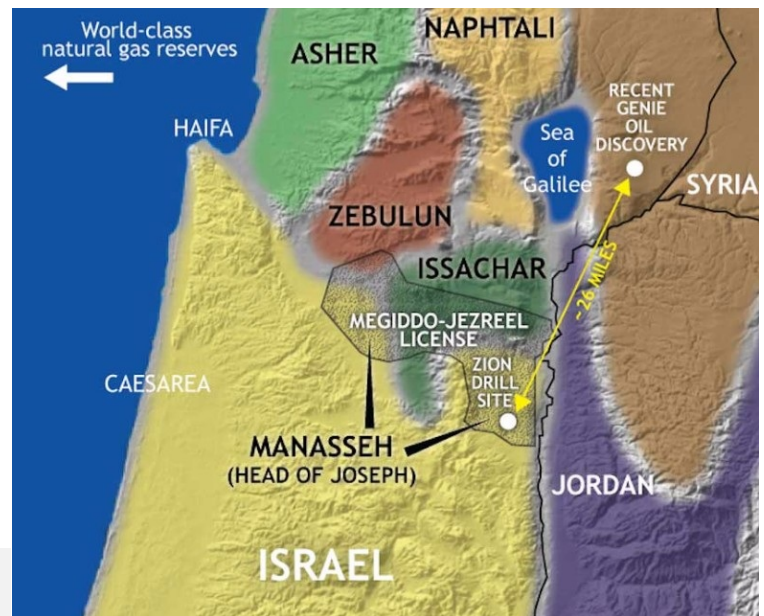 World-class
natural gas reserves
NAPHTALI
ASHER
RECENT
GENIE
OIL
DISCOVERY
HAIFA
Sea
of
Galilee
SYRIA
ZEBULUN
ISSACHAR
~26 MILES
MEGIDDO-JEZREEL
LICENSE
ZION
DRILL
SITE
CAESAREA
MANASSEH
(HEAD OF JOSEPH)
JORDAN
ISRAEL